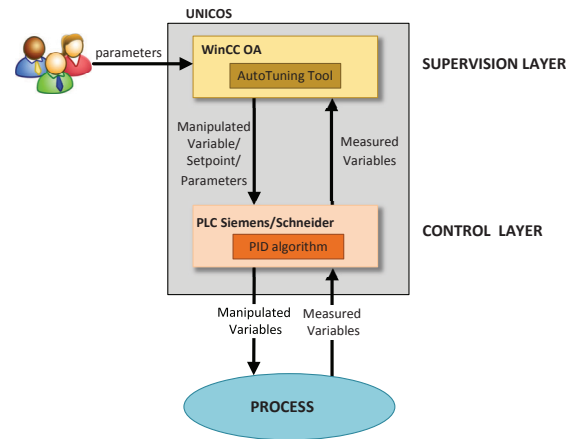 UNICOS
parameters
WinCC OA
AutoTuning Tool
SUPERVISION LAYER
Manipulated
Variable/
Setpoint/
Parameters
Measured
Variables
PLC Siemens/Schneider
PID algorithm
CONTROL LAYER
Manipulated
Variables
Measured
Variables
PROCESS